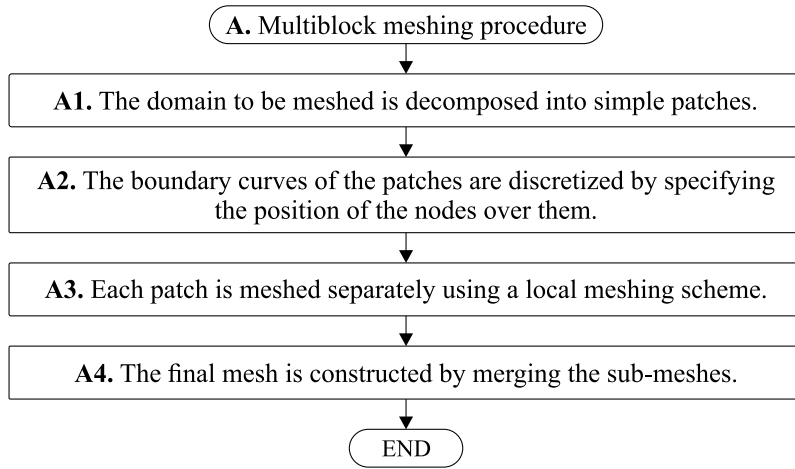 A. Multiblock meshing procedure
A1. The domain to be meshed is decomposed into simple patches.
A2. The boundary curves of the patches are discretized by specifying
the position of the nodes over them.
A3. Each patch is meshed separately using a local meshing scheme.
A4. The final mesh is constructed by merging the sub-meshes.
END